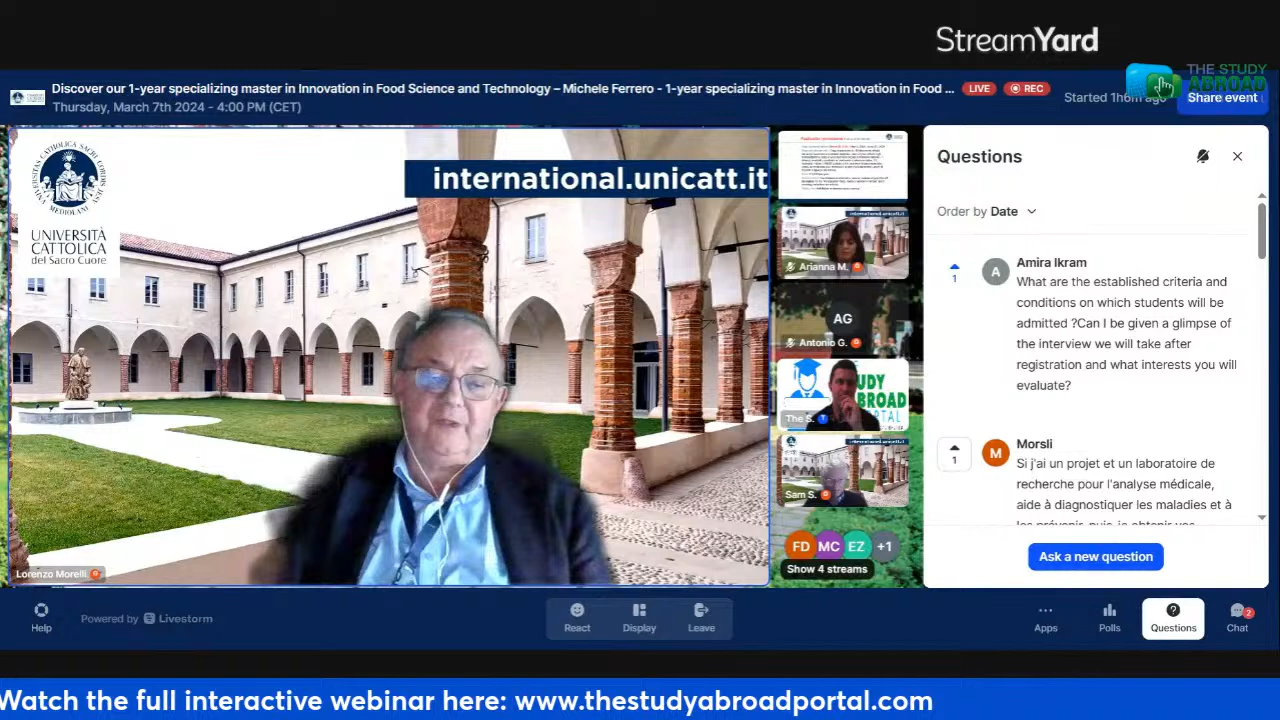 StreamYard
THE STUDY
ABROAD
Discover our 1-year specializing master in Innovation in Food Science and Technology – Michele Ferrero - 1-year specializing master in Innovation in Food ...
LIVE
REC
Thursday, March 7th 2024 - 4:00 PM (CET)
Started 1h6m ago
Share event
international.unicatt.it
UNIVERSITÀ
CATTOLICA
del Sacro Cuore
Lorenzo Morelli
Arianna M.
AG
Antonio G.
STUDY
ABROAD
PORTAL
The S.
Sam S.
FD
MC
EZ
+1
Show 4 streams
Questions
Order by Date
1
A
Amira Ikram
What are the established criteria and
conditions on which students will be
admitted ?Can I be given a glimpse of
the interview we will take after
registration and what interests you will
evaluate?
1
M
Morsli
Si j'ai un projet et un laboratoire de
recherche pour l'analyse médicale,
aide à diagnostiquer les maladies et à
Ask a new question
Help
Powered by Livestorm
React
Display
Leave
Apps
Polls
Questions
2
Chat
Watch the full interactive webinar here: www.thestudyabroadportal.com